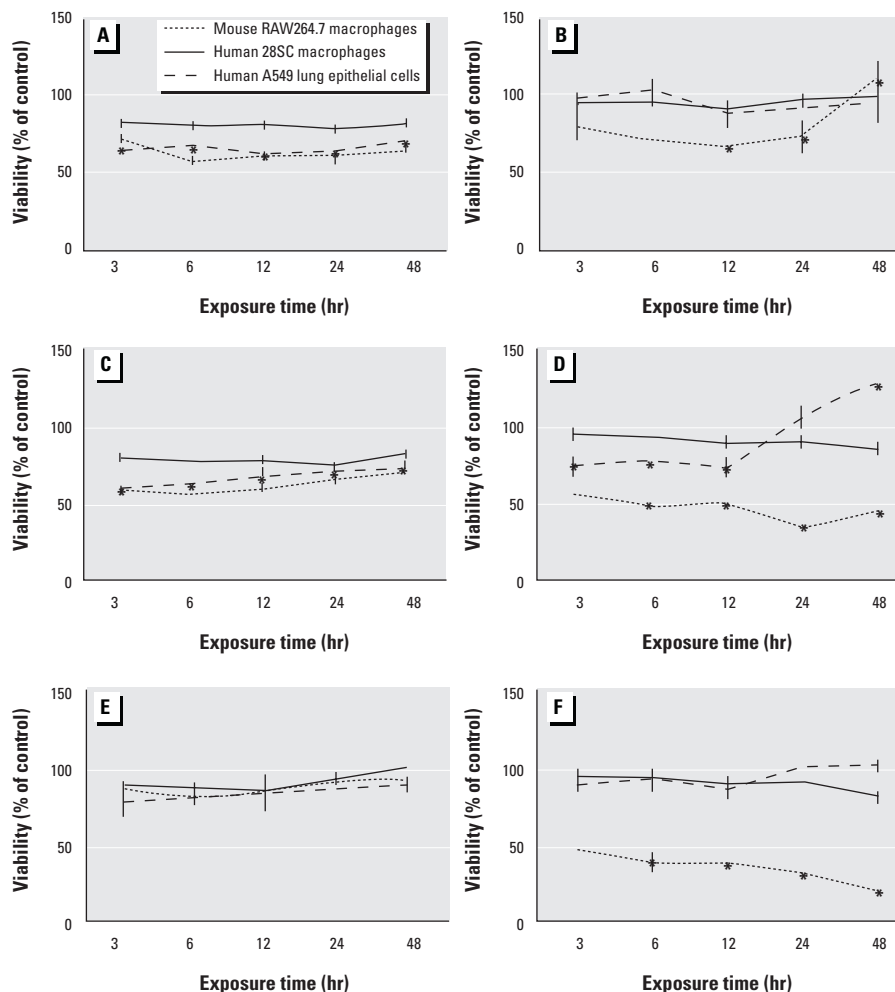 A
Mouse RAW264.7 macrophages
Human 28SC macrophages
Human A549 lung epithelial cells
Viability (% of control)
150
100
50
0
3 6 12 24 48
Exposure time (hr)
B
Viability (% of control)
150
100
50
0
3 6 12 24 48
Exposure time (hr)
C
Viability (% of control)
150
100
50
0
3 6 12 24 48
Exposure time (hr)
D
Viability (% of control)
150
100
50
0
3 6 12 24 48
Exposure time (hr)
E
Viability (% of control)
150
100
50
0
3 6 12 24 48
Exposure time (hr)
F
Viability (% of control)
150
100
50
0
3 6 12 24 48
Exposure time (hr)